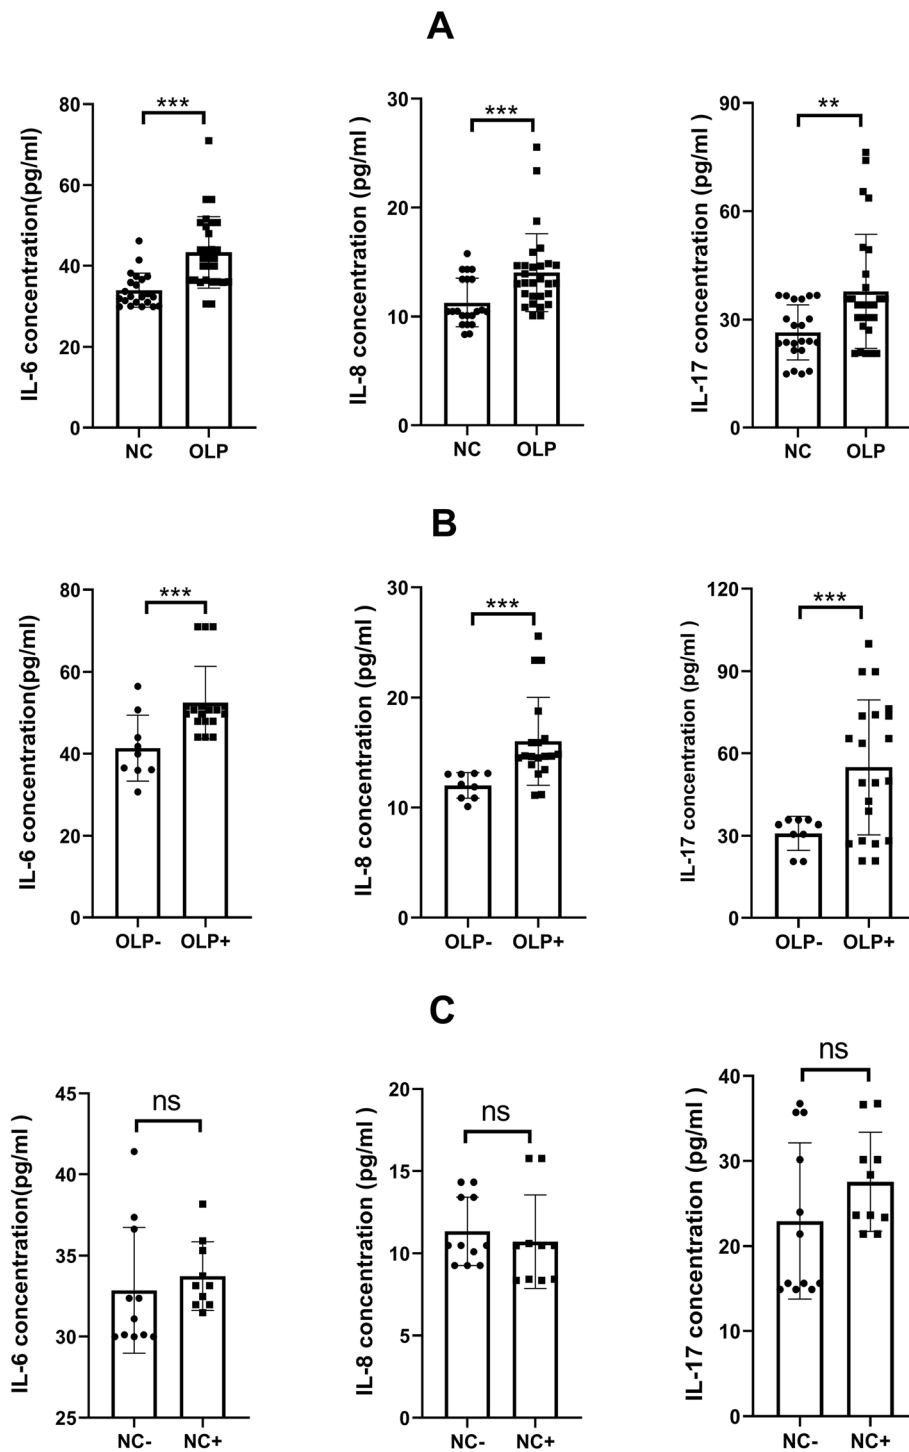 A
IL-6 concentration(pg/ml)
80
60
40
20
0
***
NC
OLP
IL-8 concentration (pg/ml )
30
20
10
0
***
NC
OLP
IL-17 concentration (pg/ml )
90
60
30
0
**
NC
OLP
B
IL-6 concentration(pg/ml)
80
60
40
20
0
***
OLP-
OLP+
IL-8 concentration (pg/ml )
30
20
10
0
***
OLP-
OLP+
IL-17 concentration (pg/ml )
120
90
60
30
0
***
OLP-
OLP+
C
IL-6 concentration(pg/ml )
45
40
35
30
25
ns
NC-
NC+
IL-8 concentration (pg/ml )
20
15
10
5
0
ns
NC-
NC+
IL-17 concentration (pg/ml )
40
30
20
10
0
ns
NC-
NC+